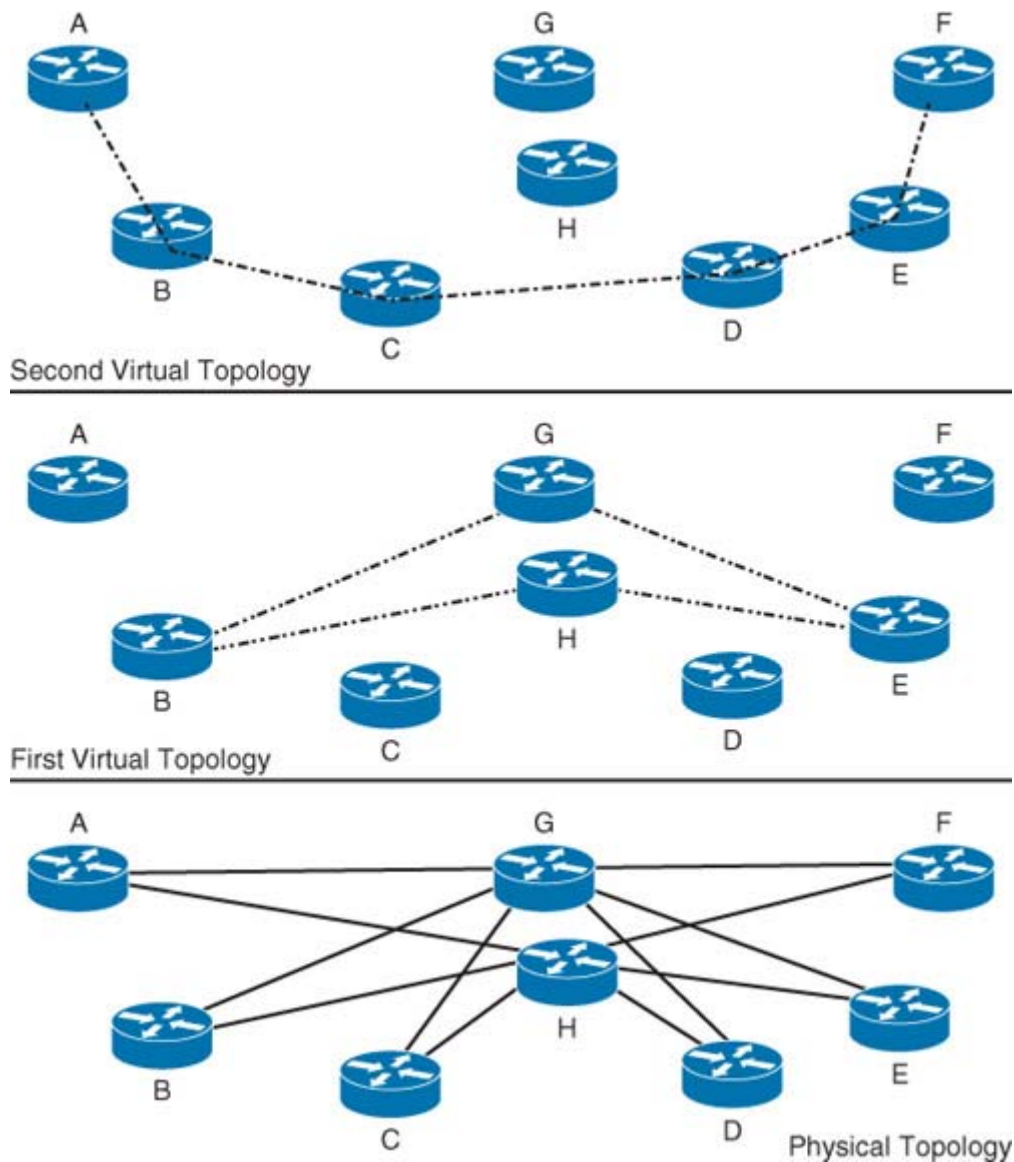 A G F
H
B E
C D
Second Virtual Topology
A G F
H
B E
C D
First Virtual Topology
A G F
H
B E
C D
Physical Topology